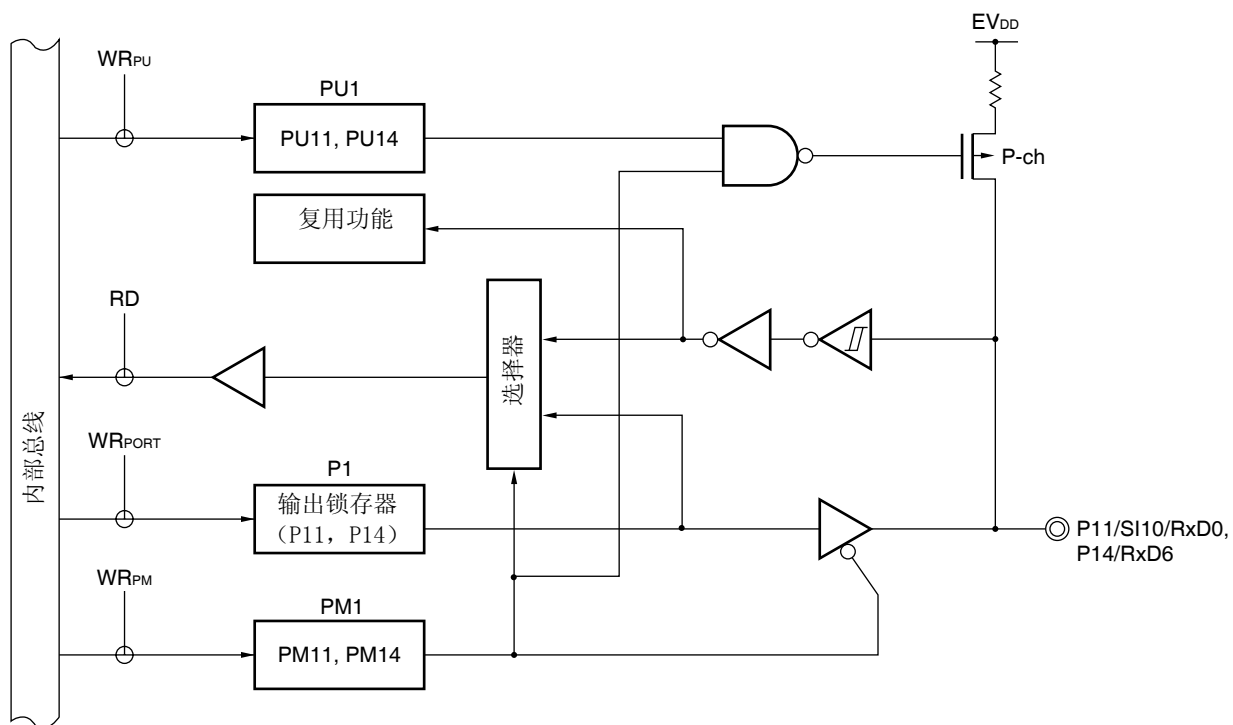 EVDD
WRPU
PU1
PU11, PU14
P-ch
复用功能
RD
选择器
内部总线
WRPORT
P1
输出锁存器
(P11, P14)
P11/SI10/RxD0,
P14/RxD6
WRPM
PM1
PM11, PM14